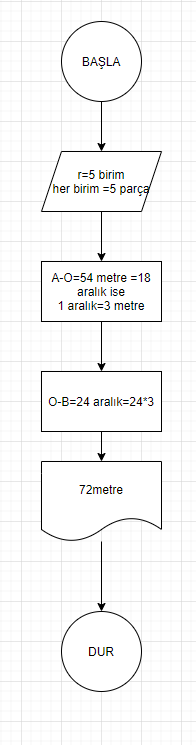 BAŞLA
r=5 birim
her birim =5 parça
A-O=54 metre =18
aralık ise
1 aralık=3 metre
O-B=24 aralık=24*3
72metre
DUR